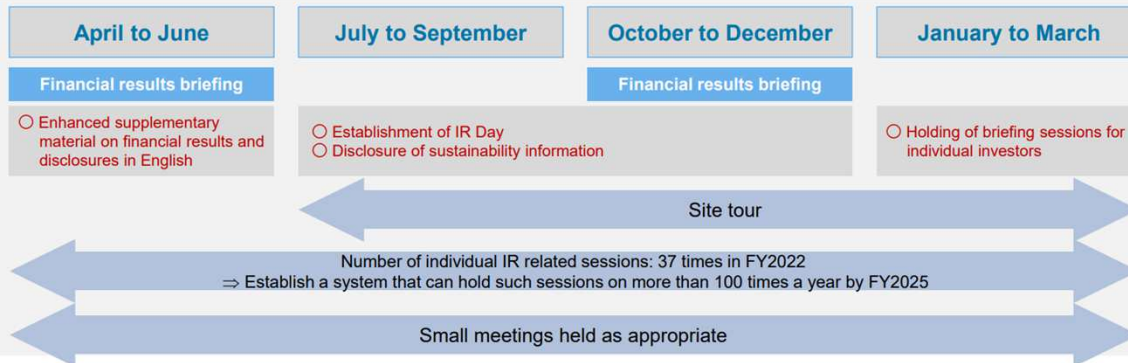 April to June
July to September
October to December
January to March
Financial results briefing
Financial results briefing
○ Enhanced supplementary
material on financial results and
disclosures in English
○ Establishment of IR Day
○ Disclosure of sustainability information
○ Holding of briefing sessions for
individual investors
Site tour
Number of individual IR related sessions: 37 times in FY2022
⇒ Establish a system that can hold such sessions on more than 100 times a year by FY2025
Small meetings held as appropriate